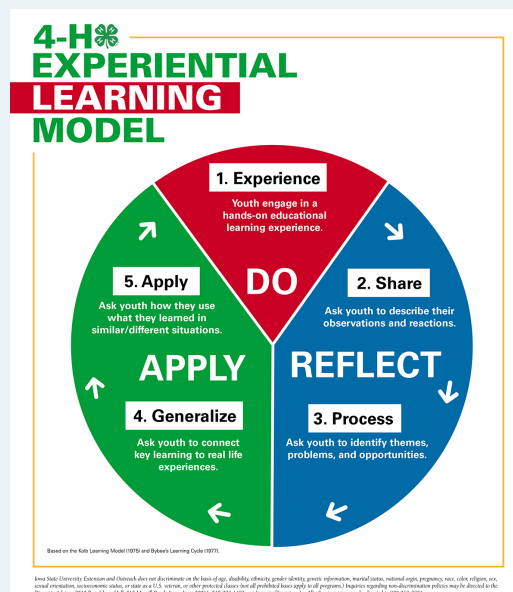 4-H
EXPERIENTIAL
LEARNING
MODEL
1. Experience
Youth engage in a
hands-on educational
learning experience.
DO
5. Apply
Ask youth how they use
what they learned in
similar/different situations.
2. Share
Ask youth to describe their
observations and reactions.
APPLY
REFLECT
4. Generalize
Ask youth to connect
key learning to real life
experiences.
3. Process
Ask youth to identify themes,
problems, and opportunities.
Based on the Kolb Learning Model (1975) and Bybee's Learning Cycle (1977).
Iowa State University Extension and Outreach does not discriminate on the basis of age, disability, ethnicity, gender identity, genetic information, marital status, national origin, pregnancy, race, color, religion, sex,
sexual orientation, socioeconomic status, or status as a U.S. veteran, or other protected classes (not all prohibited bases apply to all programs.) Inquiries regarding non-discrimination policies may be directed to the